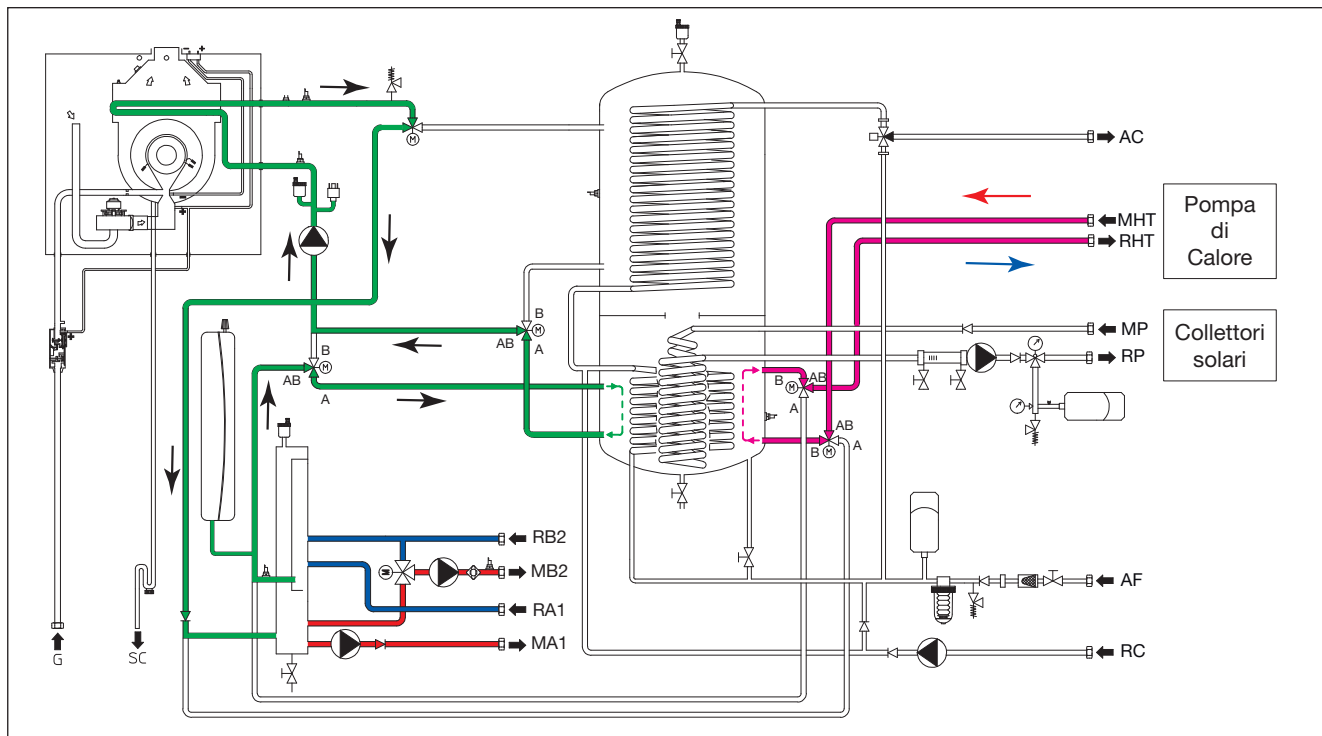 AC
MHT
RHT
Pompa
di
Calore
MP
RP
Collettori
solari
M
B
M
AB
A
B
M
AB
A
B
AB
M
A
AB
B
A
M
RB2
M
MB2
RA1
MA1
AF
RC
G
SC